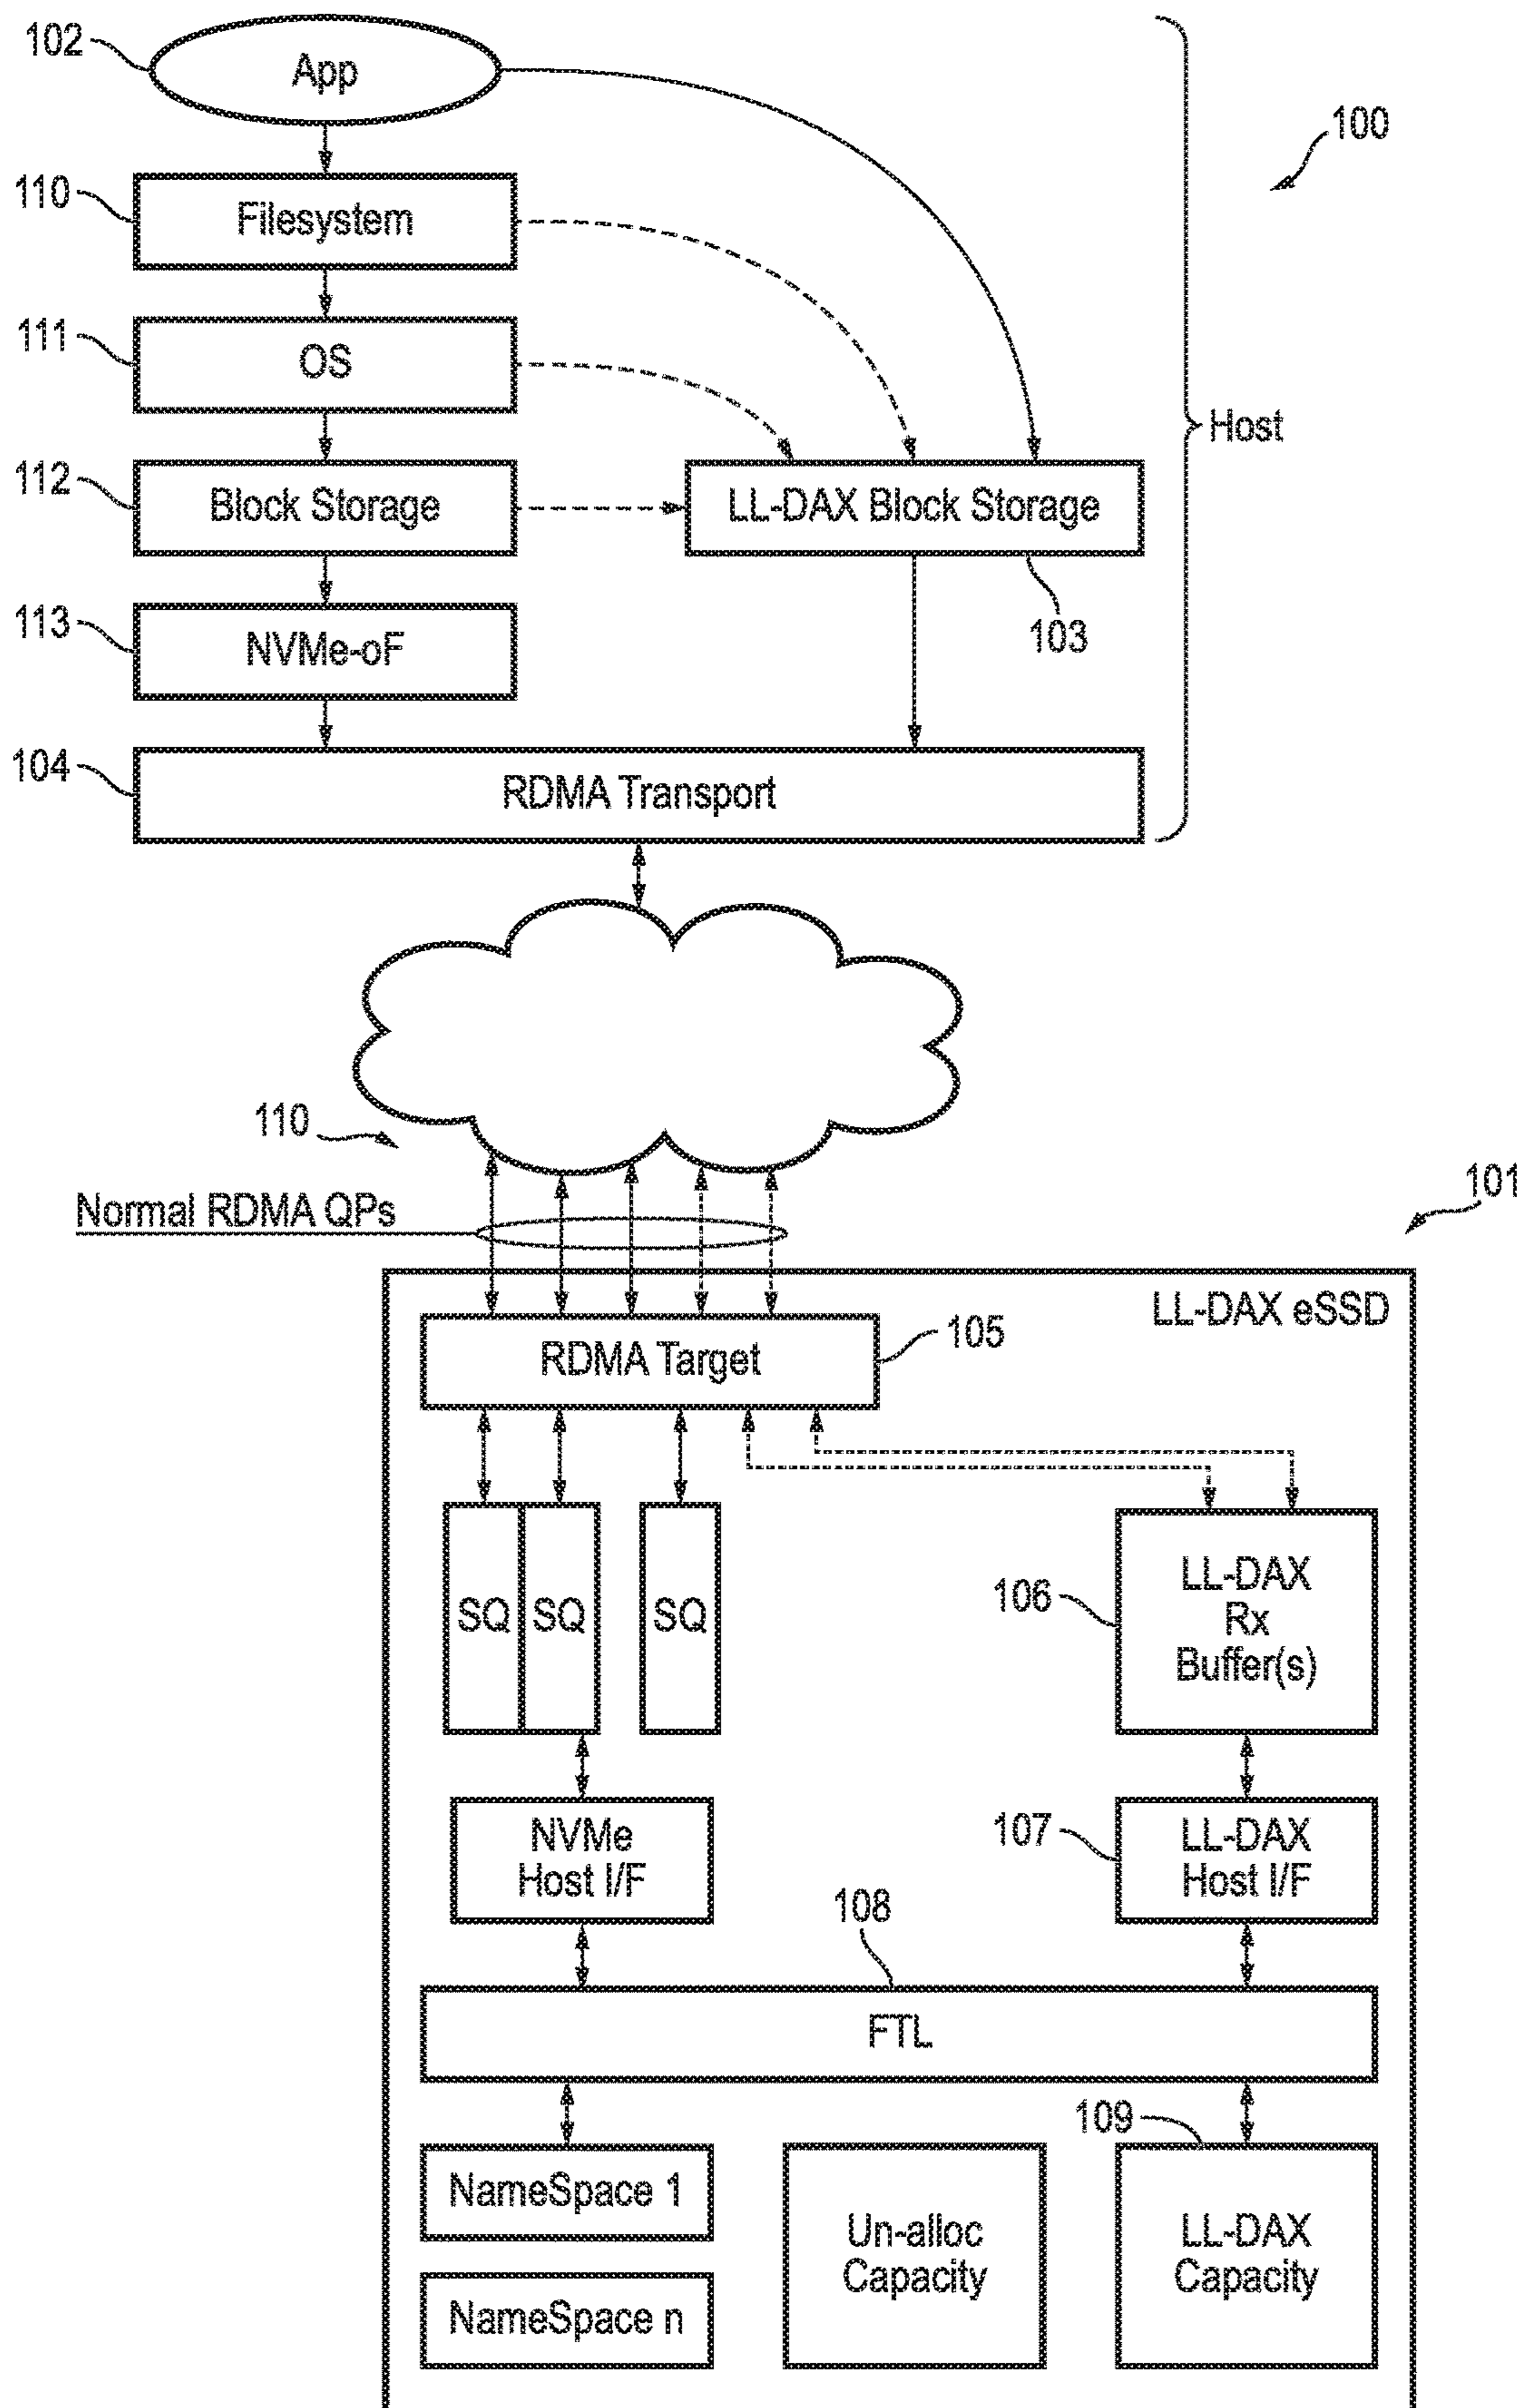 102
App
100
110
Filesystem
111
OS
Host
112
Block Storage
LL-DAX Block Storage
113
NVMe-oF
103
104
RDMA Transport
110
Normal RDMA QPs
101
LL-DAX eSSD
RDMA Target
105
SQ
SQ
SQ
106
LL-DAX
Rx
Buffer(s)
NVMe
Host I/F
107
LL-DAX
Host I/F
108
FTL
109
NameSpace 1
Un-alloc
Capacity
LL-DAX
Capacity
NameSpace n